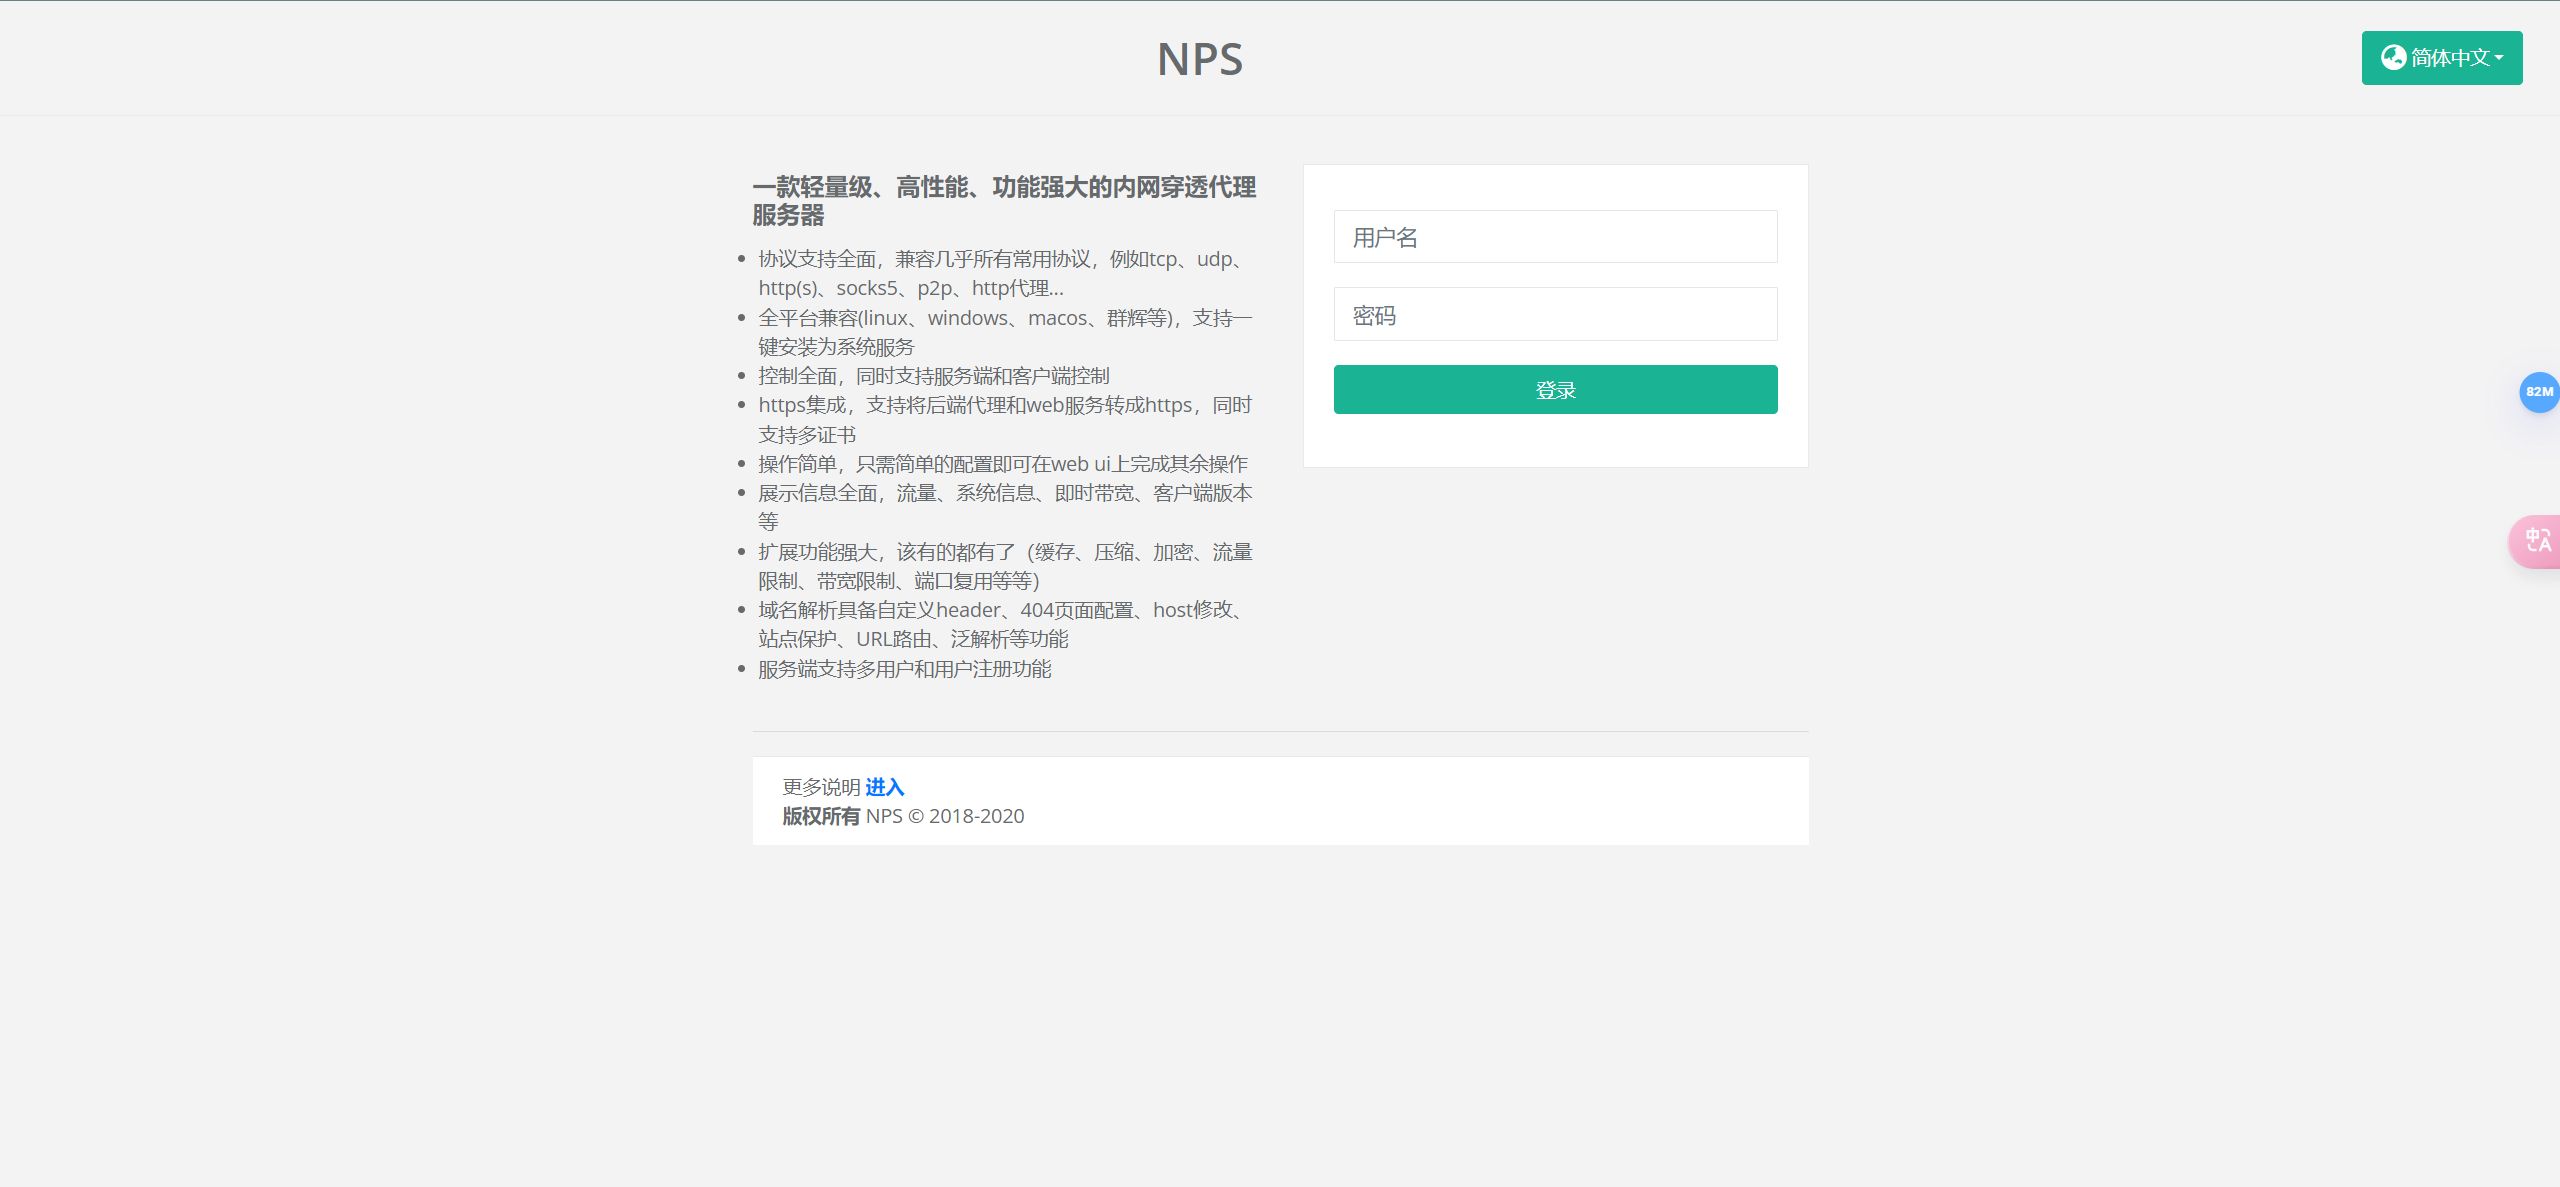 NPS
简体中文
一款轻量级、高性能、功能强大的内网穿透代理
服务器
协议支持全面，兼容几乎所有常用协议，例如tcp、udp、
http(s)、socks5、p2p、http代理...
全平台兼容(linux、windows、macos、群辉等)，支持一
键安装为系统服务
控制全面，同时支持服务端和客户端控制
https集成，支持将后端代理和web服务转成https，同时
支持多证书
操作简单，只需简单的配置即可在web ui上完成其余操作
展示信息全面，流量、系统信息、即时带宽、客户端版本
等
扩展功能强大，该有的都有了（缓存、压缩、加密、流量
限制、带宽限制、端口复用等等）
域名解析具备自定义header、404页面配置、host修改、
站点保护、URL路由、泛解析等功能
服务端支持多用户和用户注册功能
用户名
密码
登录
82M
中A
更多说明 进入
版权所有 NPS © 2018-2020